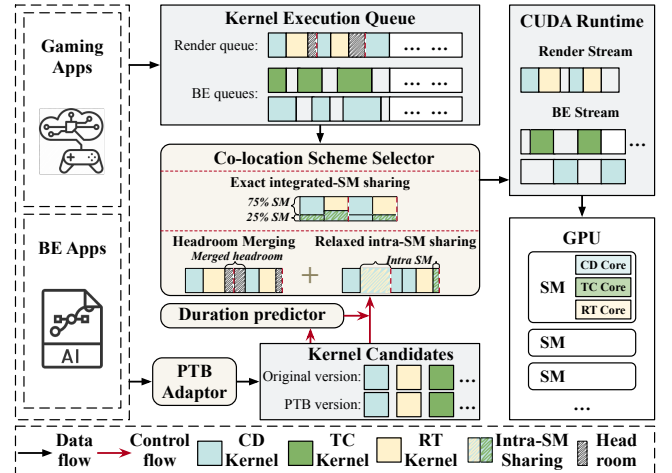 Gaming
Apps
BE Apps
AI
Kernel Execution Queue
Render queue:
... ...
BE queues:
... ...
... ...
Co-location Scheme Selector
Exact integrated-SM sharing
75% SM
25% SM
Headroom Merging
Merged headroom
Relaxed intra-SM sharing
Intra SM
+
Duration predictor
PTB
Adaptor
Kernel Candidates
Original version:
...
PTB version:
...
CUDA Runtime
Render Stream
BE Stream
...
GPU
SM
CD Core
TC Core
RT Core
SM
SM
...
Data
flow
Control
flow
CD
Kernel
TC
Kernel
RT
Kernel
Intra-SM
Sharing
Head
room